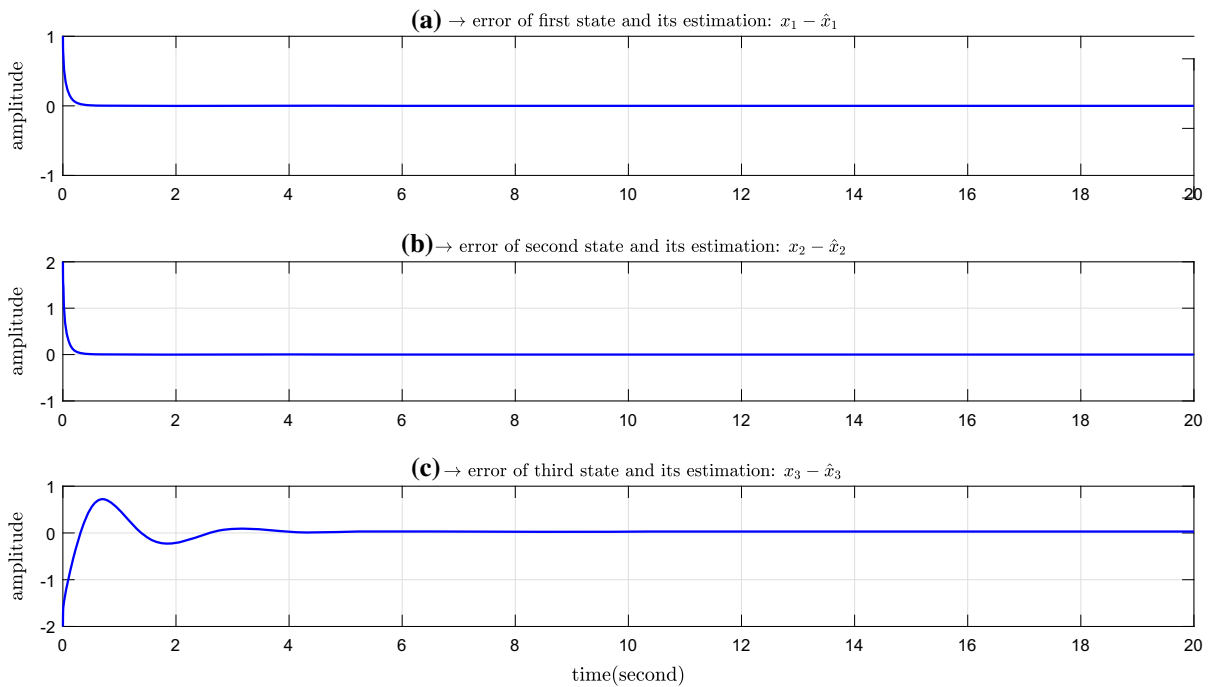 (a) → error of first state and its estimation: x₁ − x̂₁
1
0
-1
amplitude
0 2 4 6 8 10 12 14 16 18 20
(b) → error of second state and its estimation: x₂ − x̂₂
2
1
0
-1
amplitude
0 2 4 6 8 10 12 14 16 18 20
(c) → error of third state and its estimation: x₃ − x̂₃
1
0
-1
-2
amplitude
0 2 4 6 8 10 12 14 16 18 20
time(second)